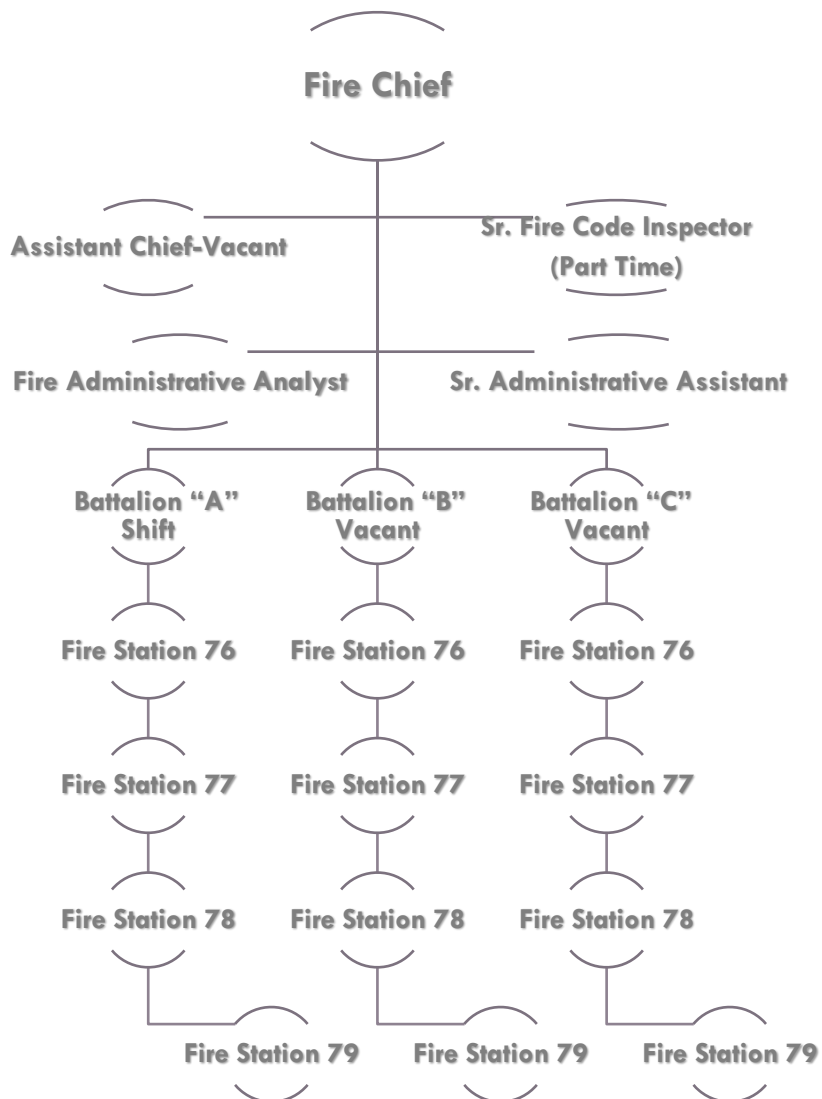 Fire Chief
Assistant Chief-Vacant
Sr. Fire Code Inspector
(Part Time)
Fire Administrative Analyst
Sr. Administrative Assistant
Battalion “A”
Shift
Battalion “B”
Vacant
Battalion “C”
Vacant
Fire Station 76
Fire Station 76
Fire Station 76
Fire Station 77
Fire Station 77
Fire Station 77
Fire Station 78
Fire Station 78
Fire Station 78
Fire Station 79
Fire Station 79
Fire Station 79